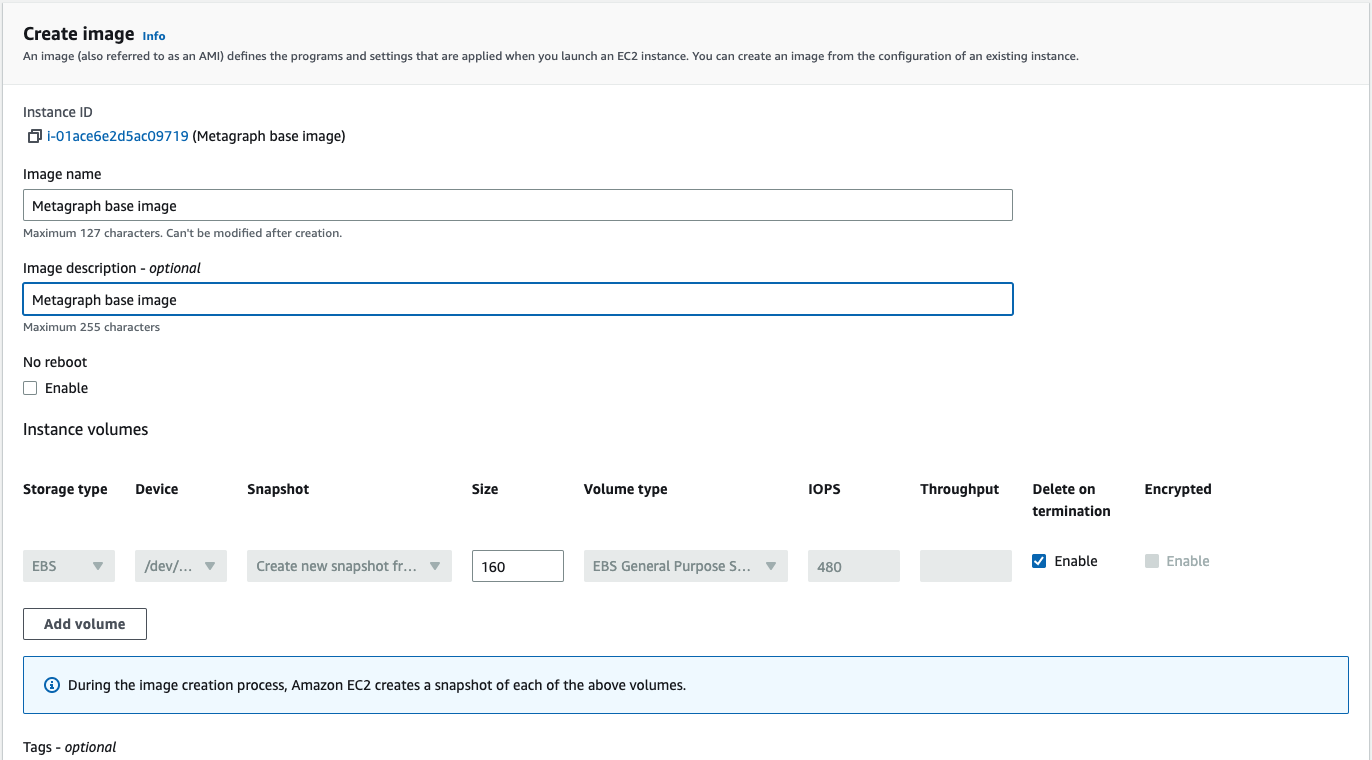 Create image Info
An image (also referred to as an AMI) defines the programs and settings that are applied when you launch an EC2 instance. You can create an image from the configuration of an existing instance.
Instance ID
i-01ace6e2d5ac09719 (Metagraph base image)
Image name
Metagraph base image
Maximum 127 characters. Can't be modified after creation.
Image description - optional
Metagraph base image
Maximum 255 characters
No reboot
Enable
Instance volumes
Storage type Device Snapshot Size Volume type IOPS Throughput Delete on termination Encrypted
EBS /dev/... Create new snapshot fr... 160 EBS General Purpose S... 480 Enable Enable
Add volume
During the image creation process, Amazon EC2 creates a snapshot of each of the above volumes.
Tags - optional